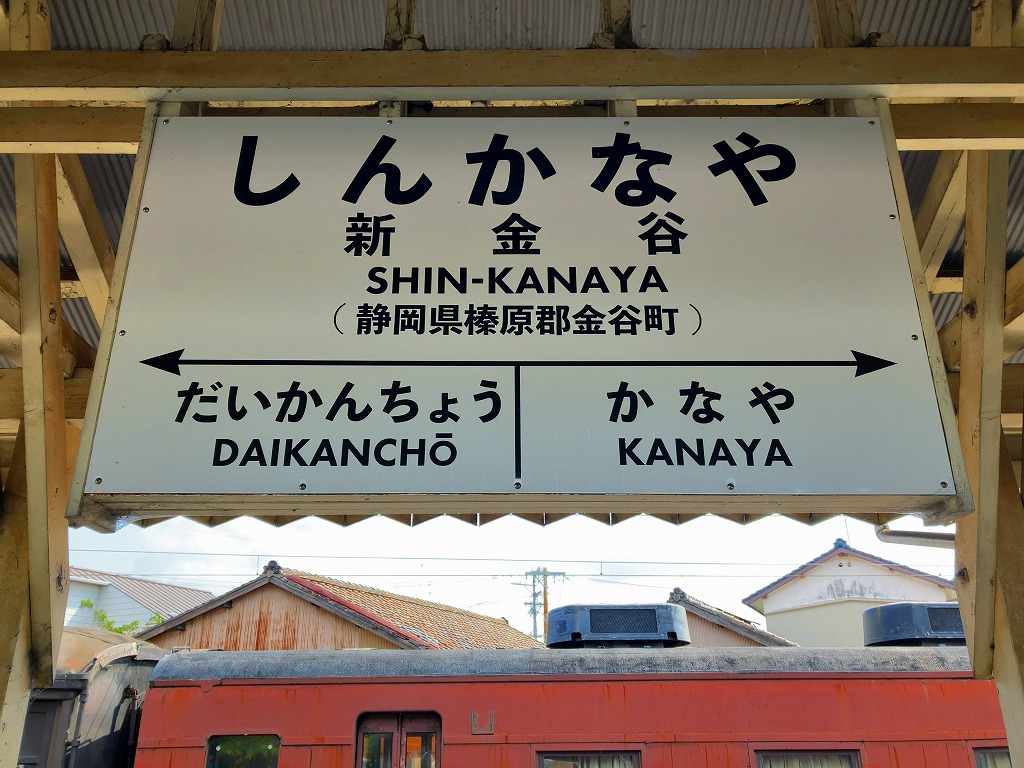 しんかなや
新金谷
SHIN-KANAYA
（静岡県榛原郡金谷町）
だいかんちょう かなや
DAIKANCHŌ KANAYA